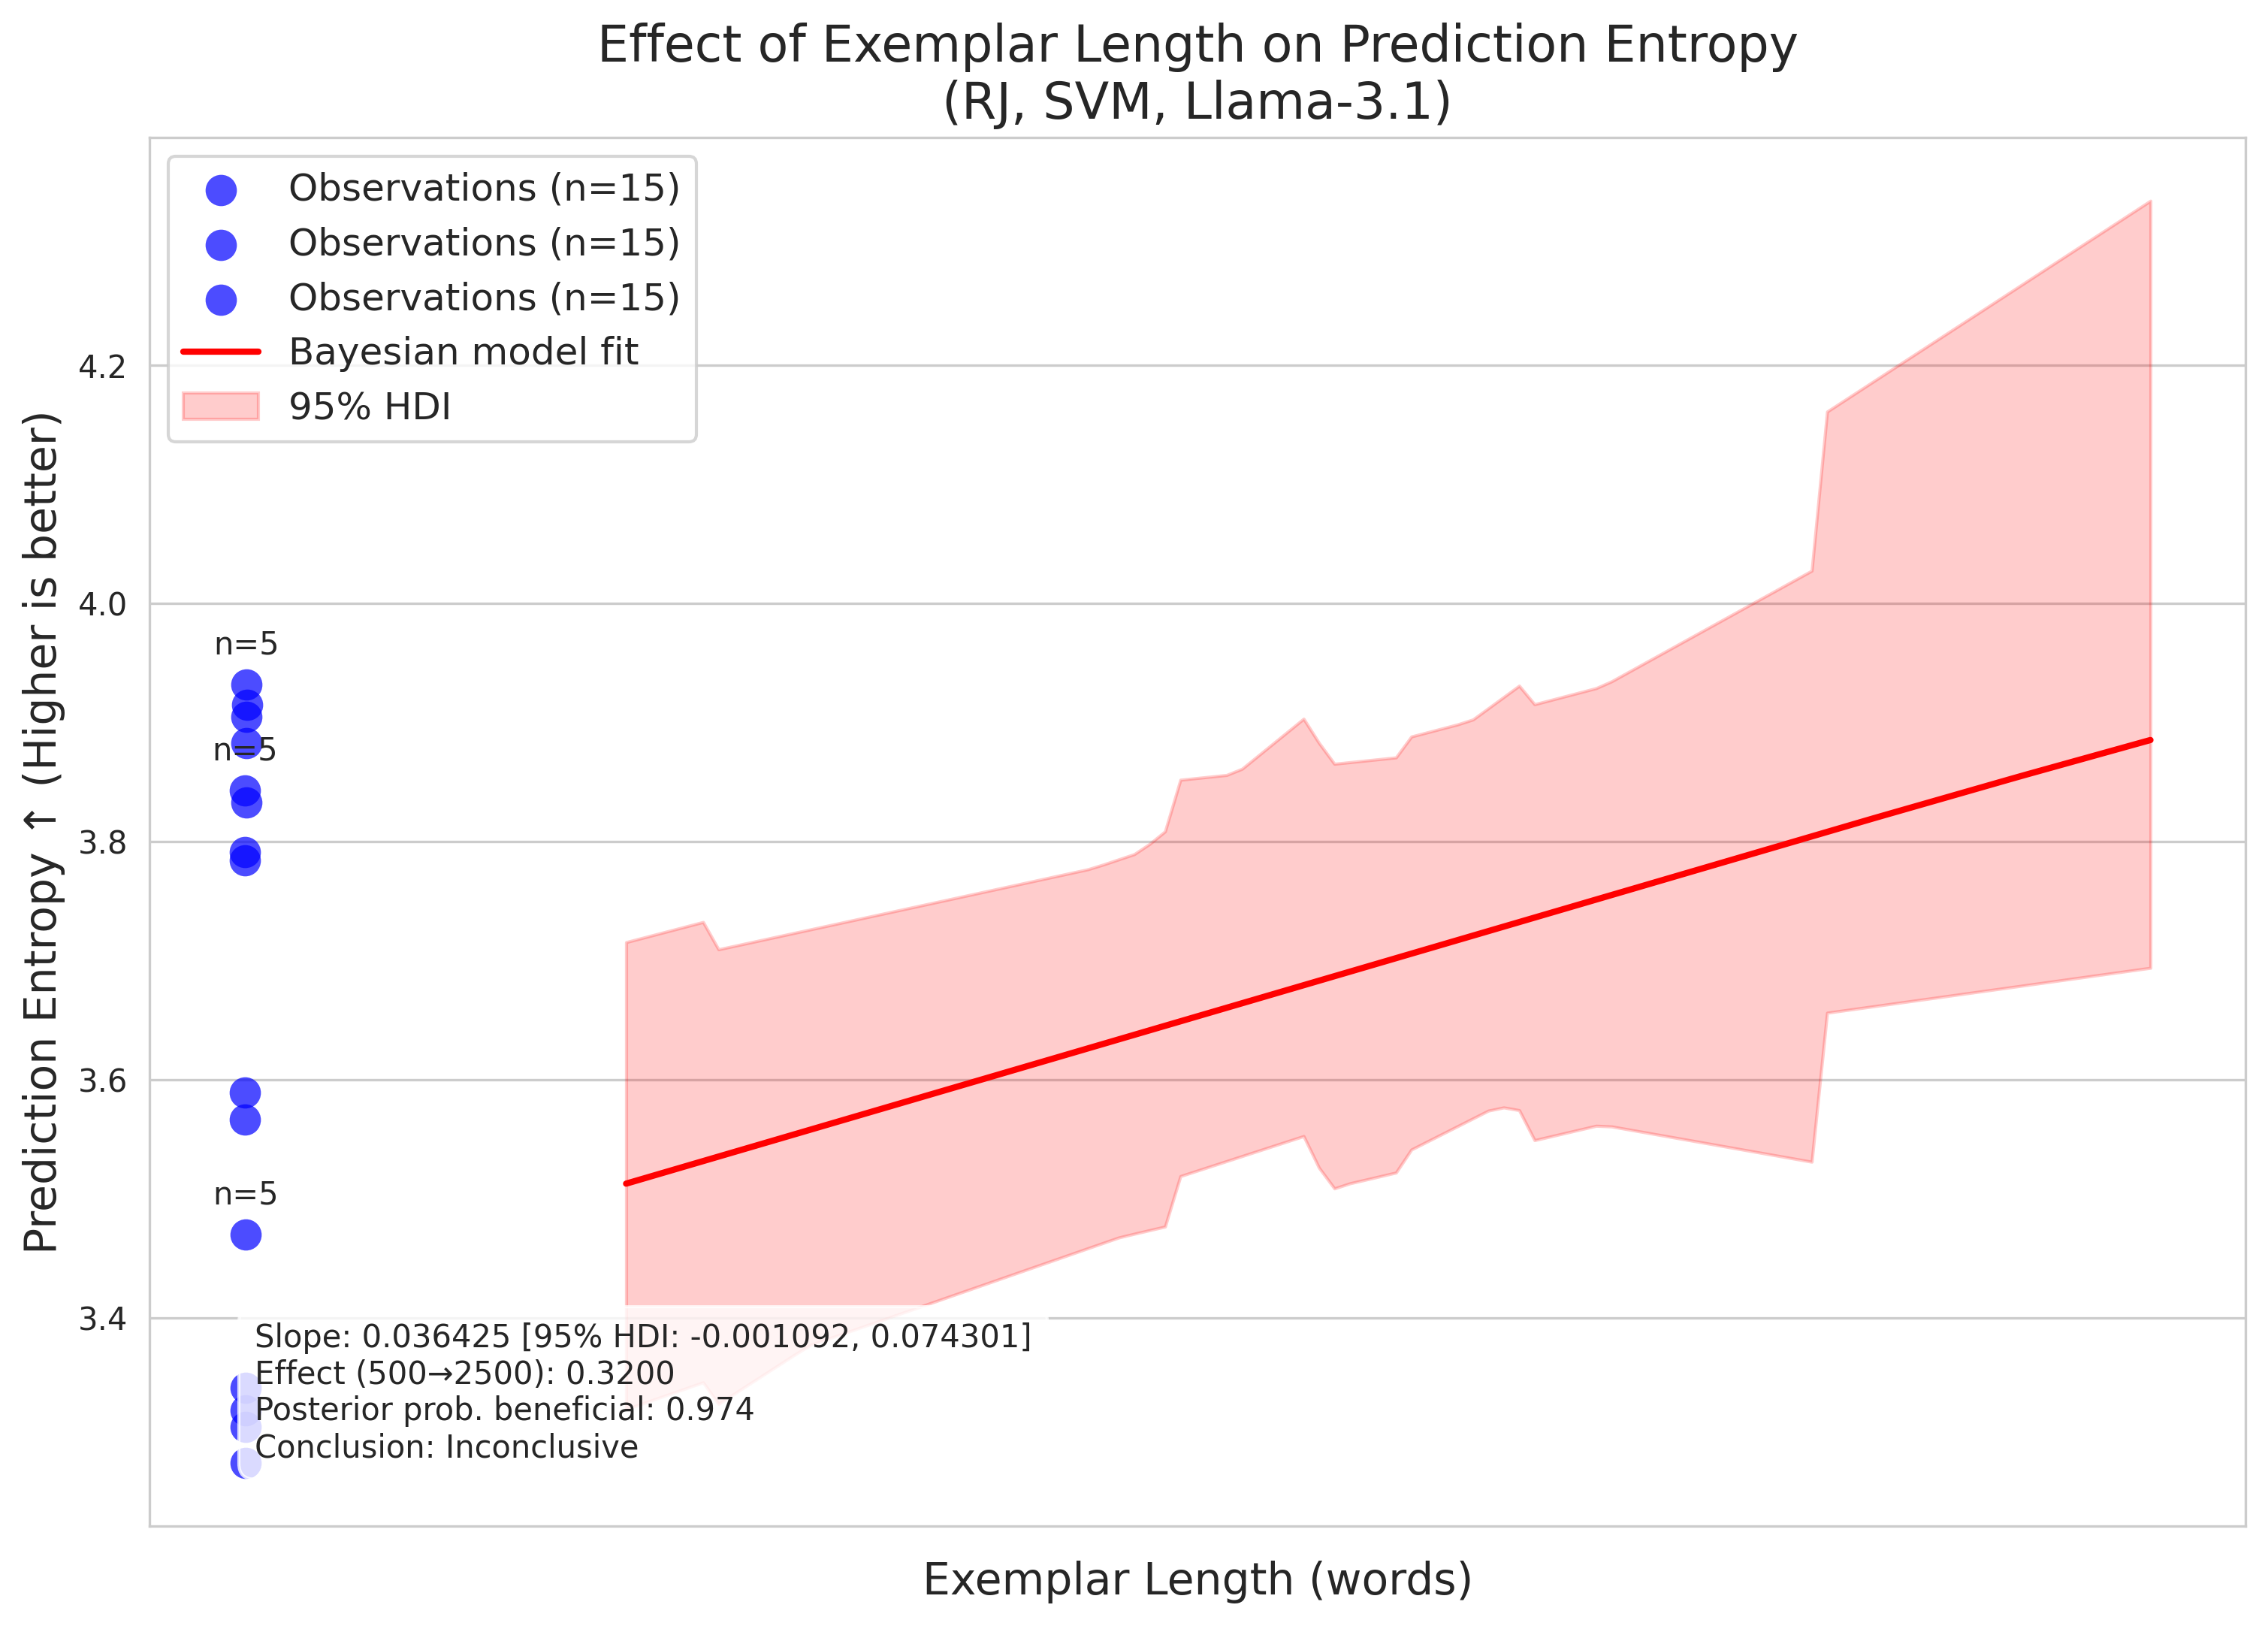 Effect of Exemplar Length on Prediction Entropy
(RJ, SVM, Llama-3.1)
Observations (n=15)
Observations (n=15)
Observations (n=15)
Bayesian model fit
95% HDI
Prediction Entropy ↑ (Higher is better)
4.2
4.0
3.8
3.6
3.4
n=5
n=5
n=5
Slope: 0.036425 [95% HDI: -0.001092, 0.074301]
Effect (500→2500): 0.3200
Posterior prob. beneficial: 0.974
Conclusion: Inconclusive
Exemplar Length (words)